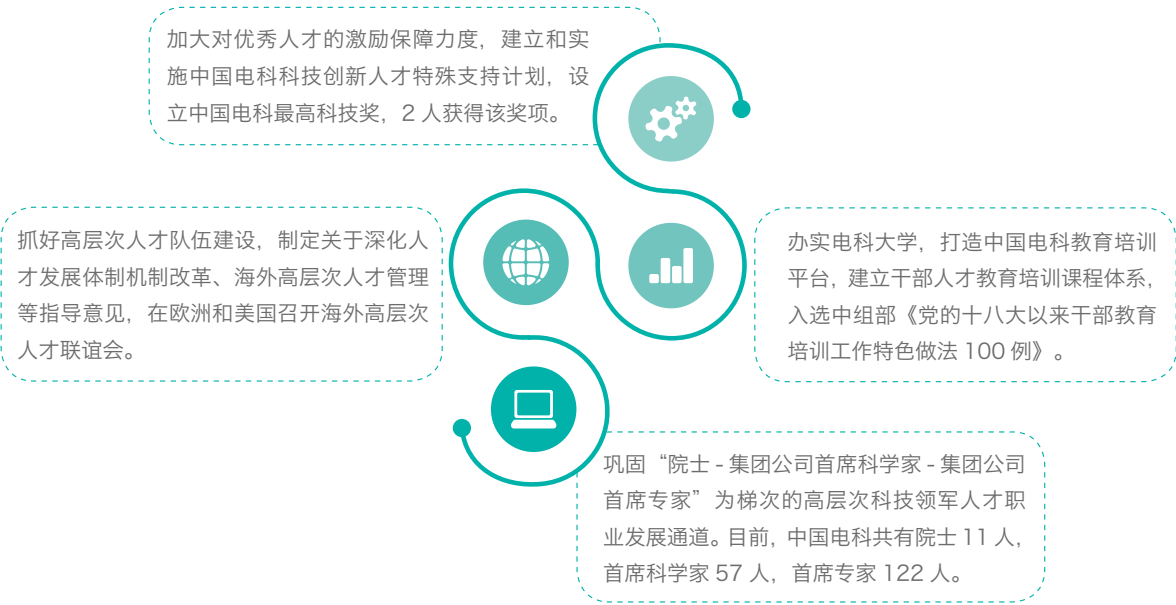 加大对优秀人才的激励保障力度，建立和实
施中国电科科技创新人才特殊支持计划，设
立中国电科最高科技奖，2 人获得该奖项。
抓好高层次人才队伍建设，制定关于深化人
才发展体制机制改革、海外高层次人才管理
等指导意见，在欧洲和美国召开海外高层次
人才联谊会。
办实电科大学，打造中国电科教育培训
平台，建立干部人才教育培训课程体系，
入选中组部《党的十八大以来干部教育
培训工作特色做法 100 例》。
巩固“院士 - 集团公司首席科学家 - 集团公司
首席专家”为梯次的高层次科技领军人才职
业发展通道。目前，中国电科共有院士 11 人，
首席科学家 57 人，首席专家 122 人。